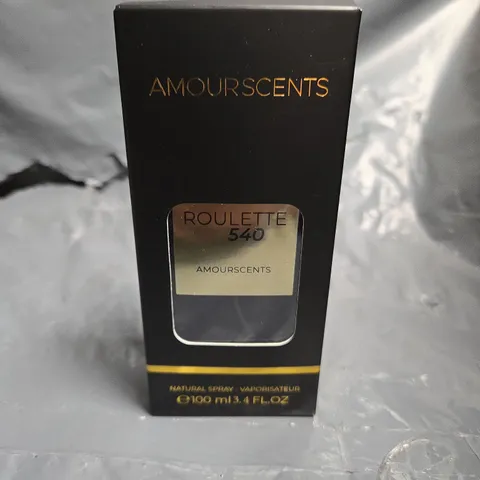 AMOURSCENTS
ROULETTE
540
AMOURSCENTS
NATURAL SPRAY - VAPORISATEUR
℮100 ml 3.4 FL.OZ